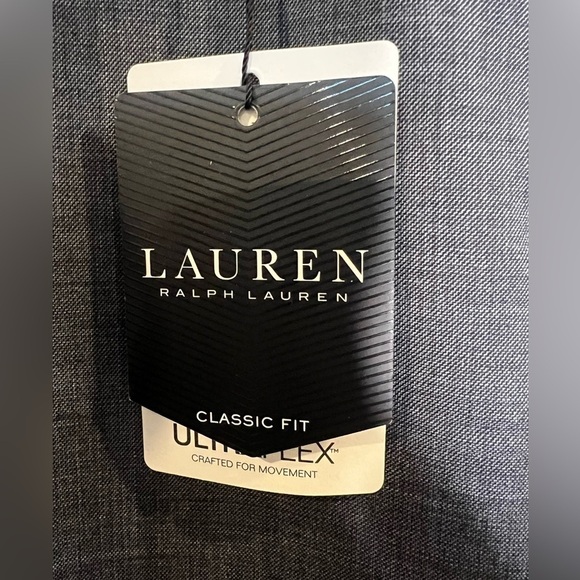 LAUREN
RALPH LAUREN
CLASSIC FIT
CRAFTED FOR MOVEMENT